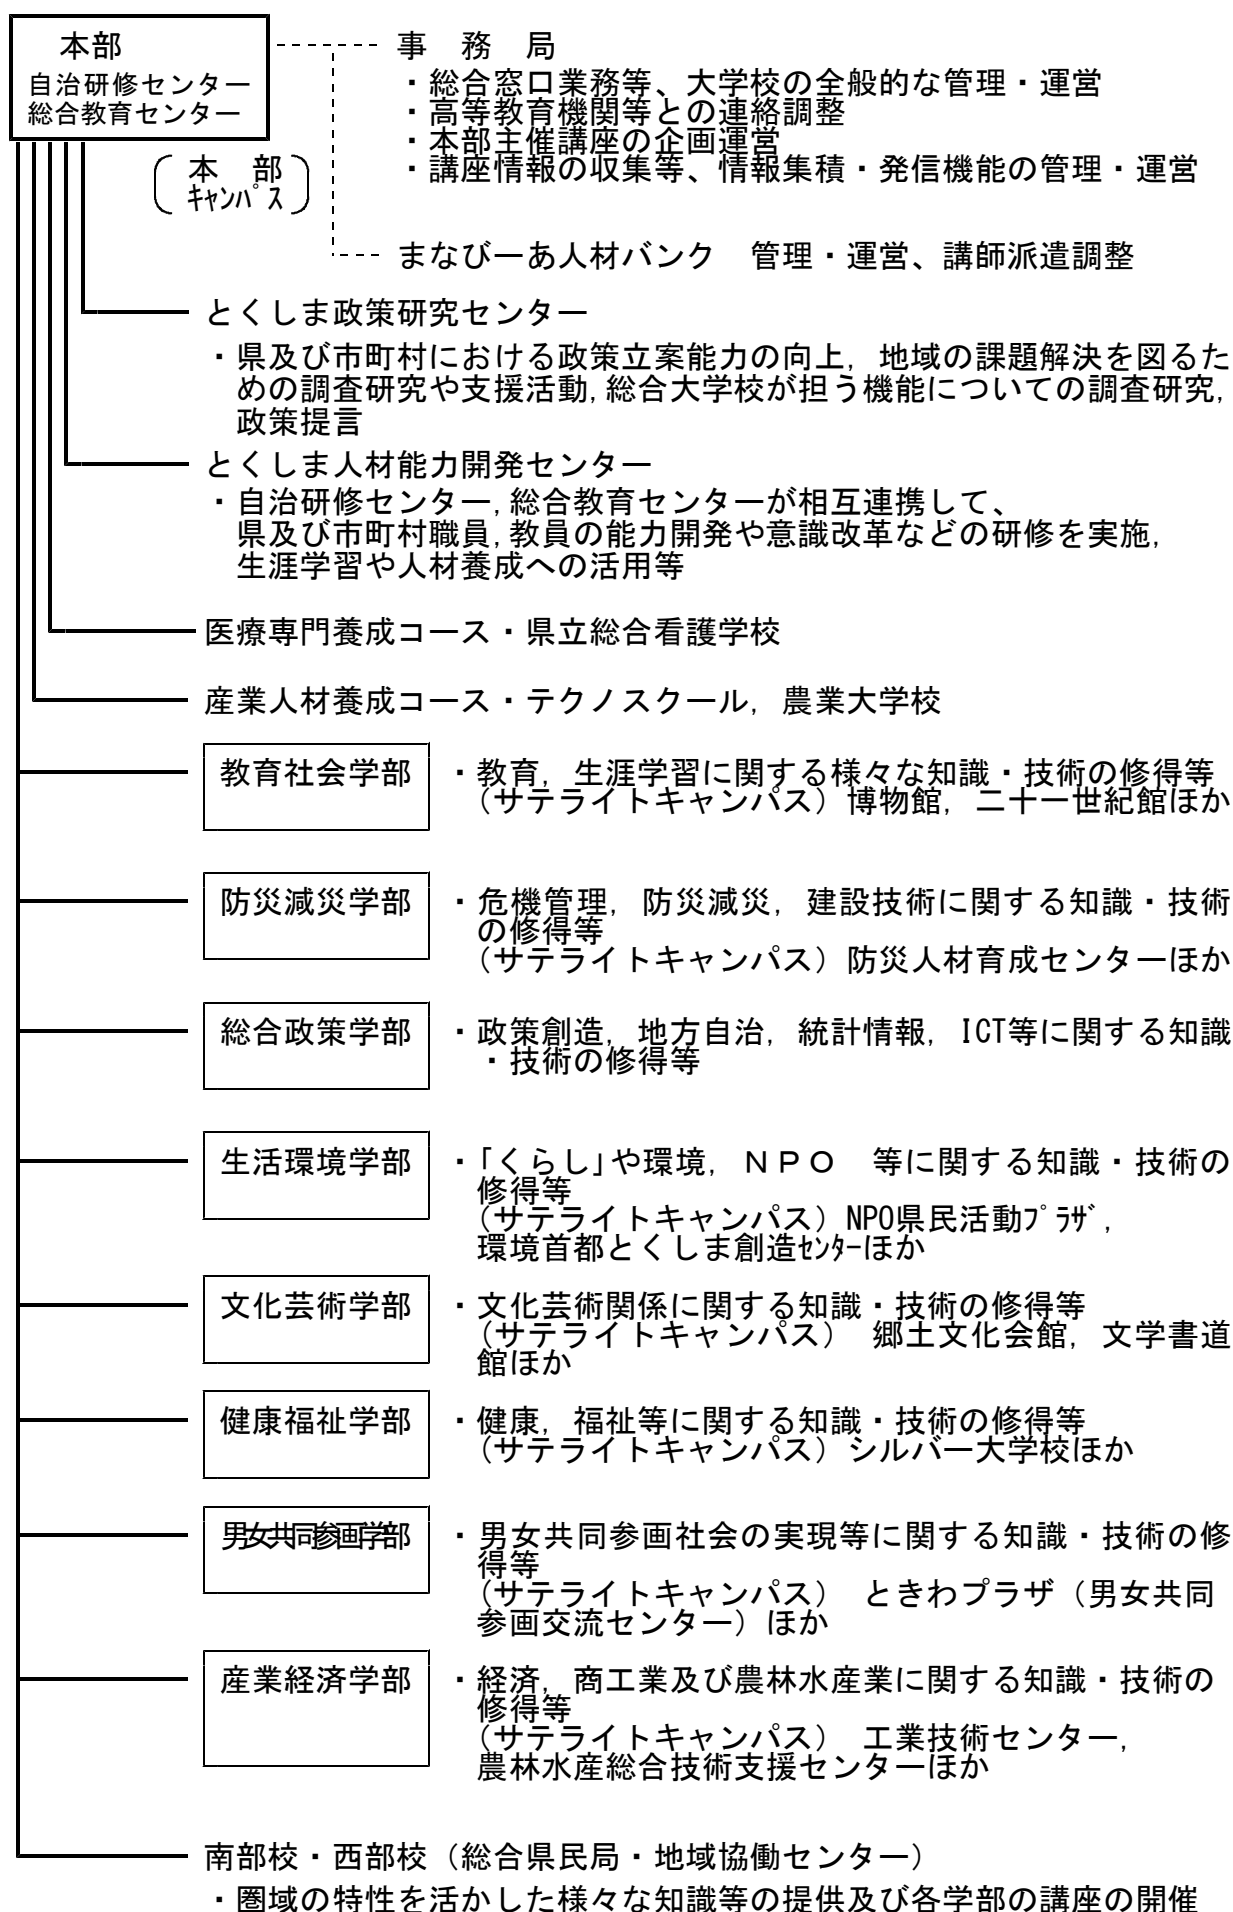 本部
自治研修センター
総合教育センター
事　務　局
・総合窓口業務等、大学校の全般的な管理・運営
・高等教育機関等との連絡調整
・本部主催講座の企画運営
・講座情報の収集等、情報集積・発信機能の管理・運営
本　部
ｷｬﾝﾊﾟｽ
まなびーあ人材バンク　管理・運営、講師派遣調整
とくしま政策研究センター
・県及び市町村における政策立案能力の向上，地域の課題解決を図るた
めの調査研究や支援活動,総合大学校が担う機能についての調査研究,
政策提言
とくしま人材能力開発センター
・自治研修センター,総合教育センターが相互連携して、
県及び市町村職員,教員の能力開発や意識改革などの研修を実施,
生涯学習や人材養成への活用等
医療専門養成コース・県立総合看護学校
産業人材養成コース・テクノスクール，農業大学校
教育社会学部
・教育，生涯学習に関する様々な知識・技術の修得等
（サテライトキャンパス）博物館，二十一世紀館ほか
防災減災学部
・危機管理，防災減災，建設技術に関する知識・技術
の修得等
（サテライトキャンパス）防災人材育成センターほか
総合政策学部
・政策創造，地方自治，統計情報，ICT等に関する知識
・技術の修得等
生活環境学部
・「くらし」や環境，ＮＰＯ　等に関する知識・技術の
修得等
（サテライトキャンパス）NPO県民活動ﾌﾟﾗｻﾞ，
環境首都とくしま創造ｾﾝﾀｰほか
文化芸術学部
・文化芸術関係に関する知識・技術の修得等
（サテライトキャンパス）　郷土文化会館，文学書道
館ほか
健康福祉学部
・健康，福祉等に関する知識・技術の修得等
（サテライトキャンパス）シルバー大学校ほか
男女共同参画学部
・男女共同参画社会の実現等に関する知識・技術の修
得等
（サテライトキャンパス）　ときわプラザ（男女共同
参画交流センター）ほか
産業経済学部
・経済，商工業及び農林水産業に関する知識・技術の
修得等
（サテライトキャンパス）　工業技術センター，
農林水産総合技術支援センターほか
南部校・西部校（総合県民局・地域協働センター）
・圏域の特性を活かした様々な知識等の提供及び各学部の講座の開催